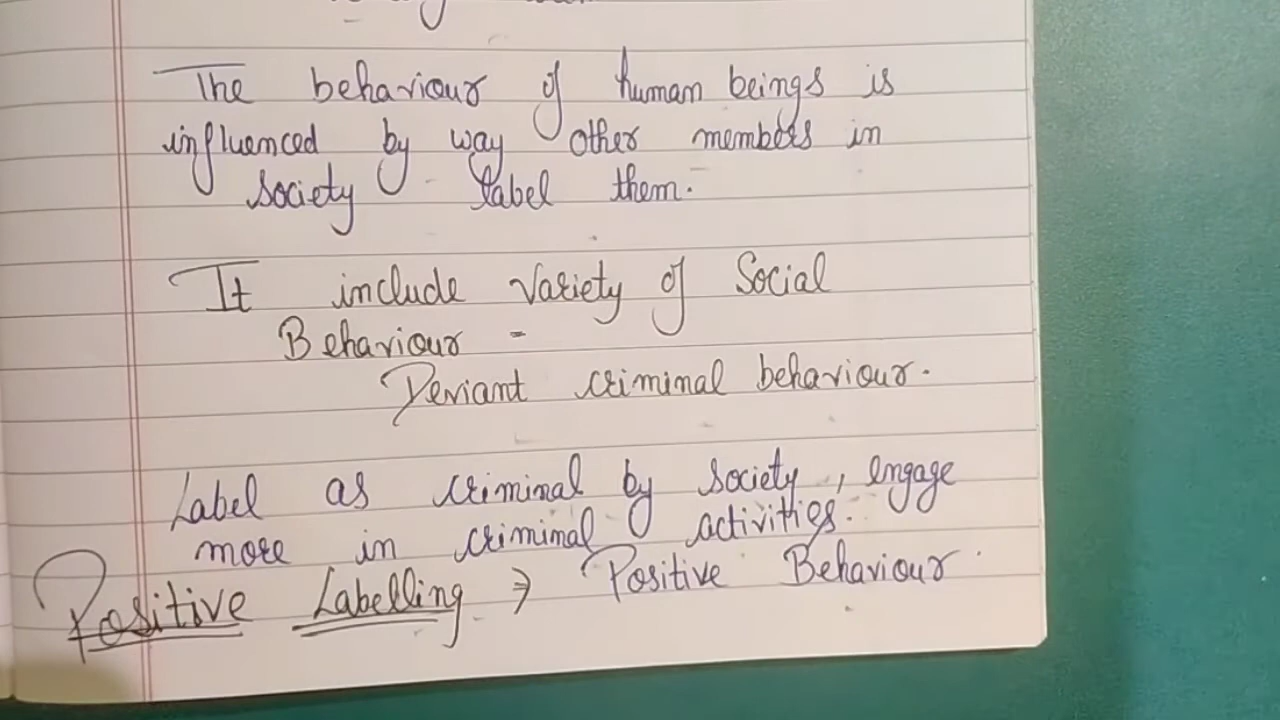 The behaviour of human beings is
influenced by way other members in
society label them.
It include Variety of Social
Behaviour -
Deviant criminal behaviour.
Label as criminal by society, engage
more in criminal activities.
Positive Labelling → Positive Behaviour.